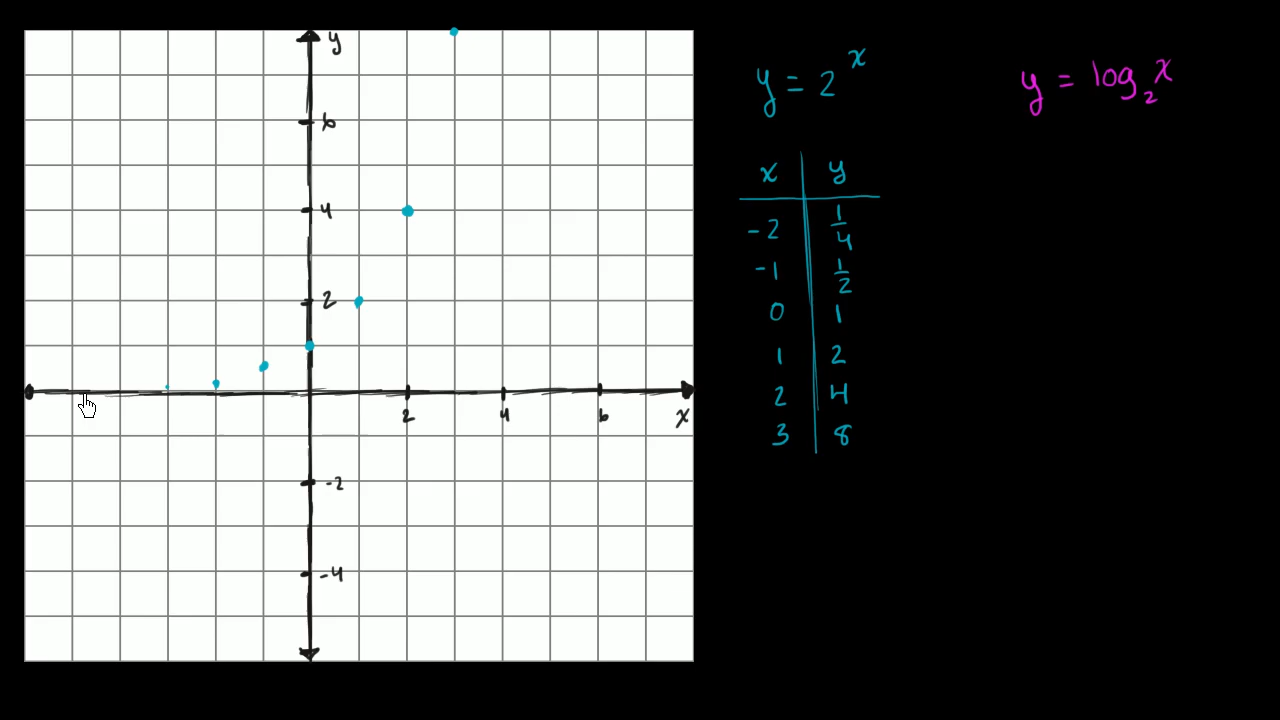 y
6
4
2
2 4 6 x
-2
-4
y = 2^x
x y
-2 1/4
-1 1/2
0 1
1 2
2 4
3 8
y = log₂x